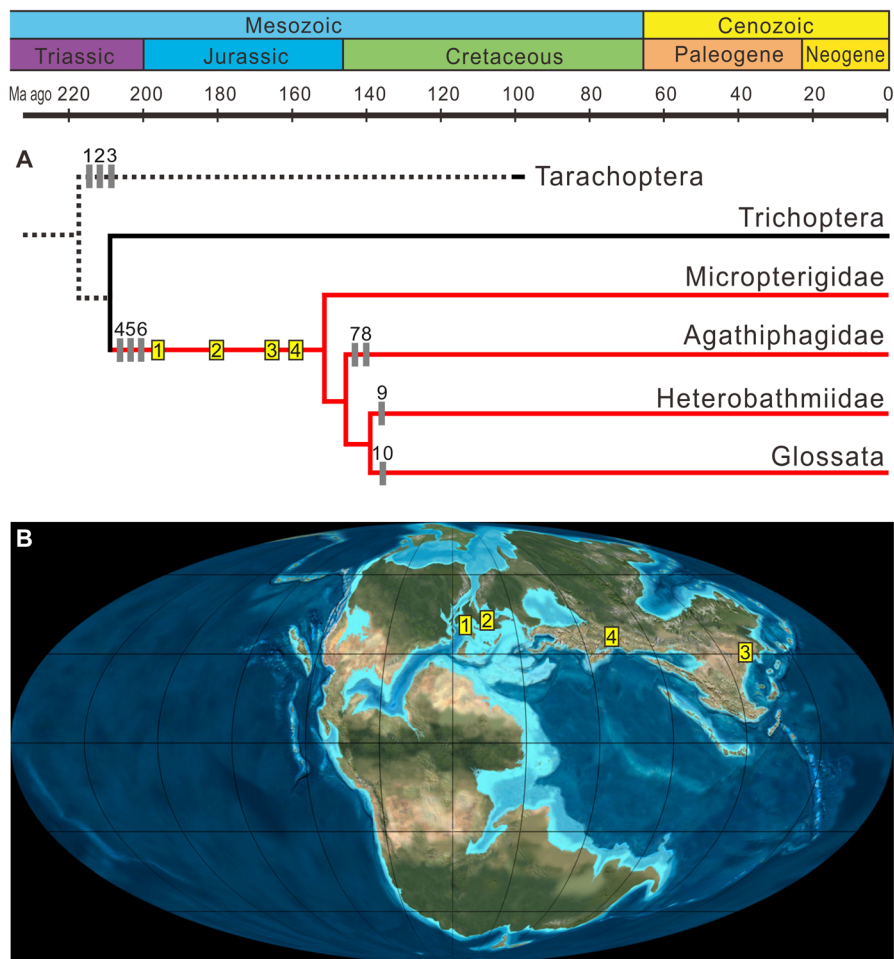 Mesozoic Cenozoic
Triassic Jurassic Cretaceous Paleogene Neogene
Ma ago 220 200 180 160 140 120 100 80 60 40 20 0
A
123
Tarachoptera
Trichoptera
Micropterigidae
456
1 2 3 4
78
Agathiphagidae
9
Heterobathmiidae
10
Glossata
B
1 2
4
3